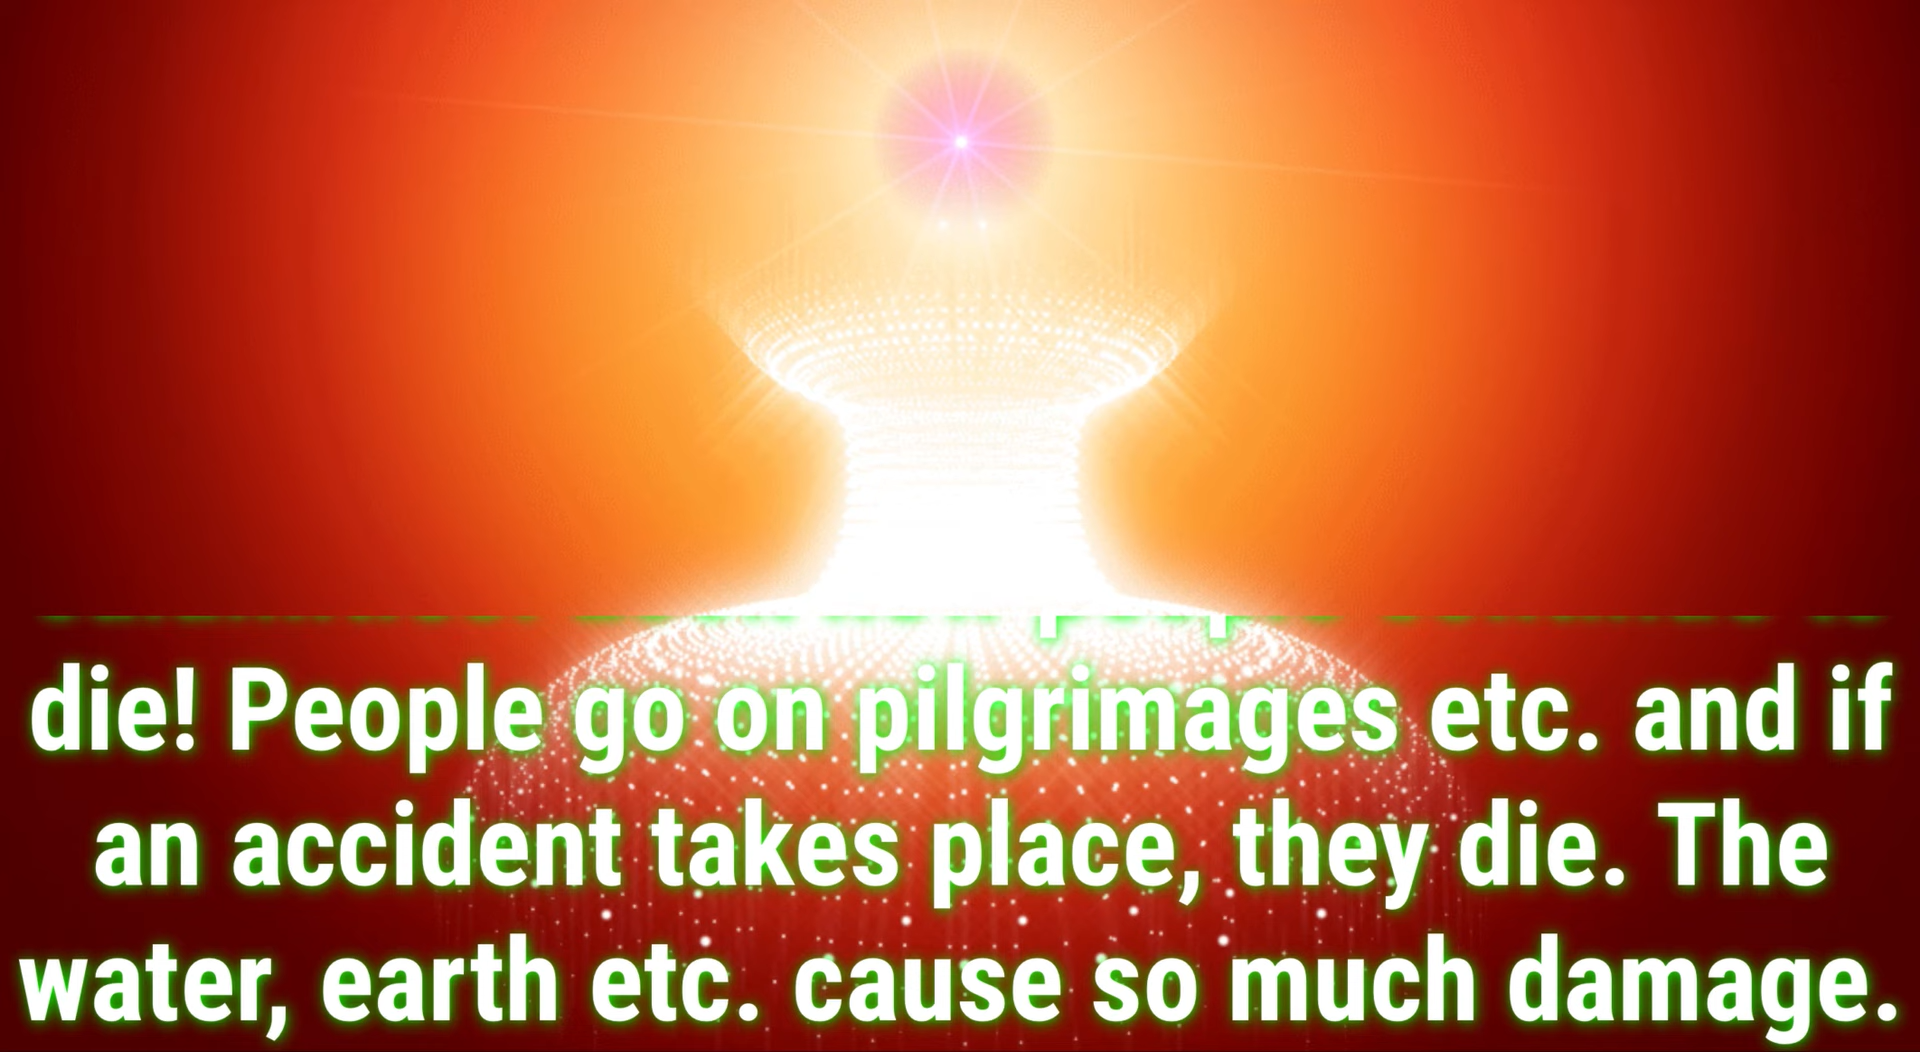 die! People go on pilgrimages etc. and if
an accident takes place, they die. The
water, earth etc. cause so much damage.